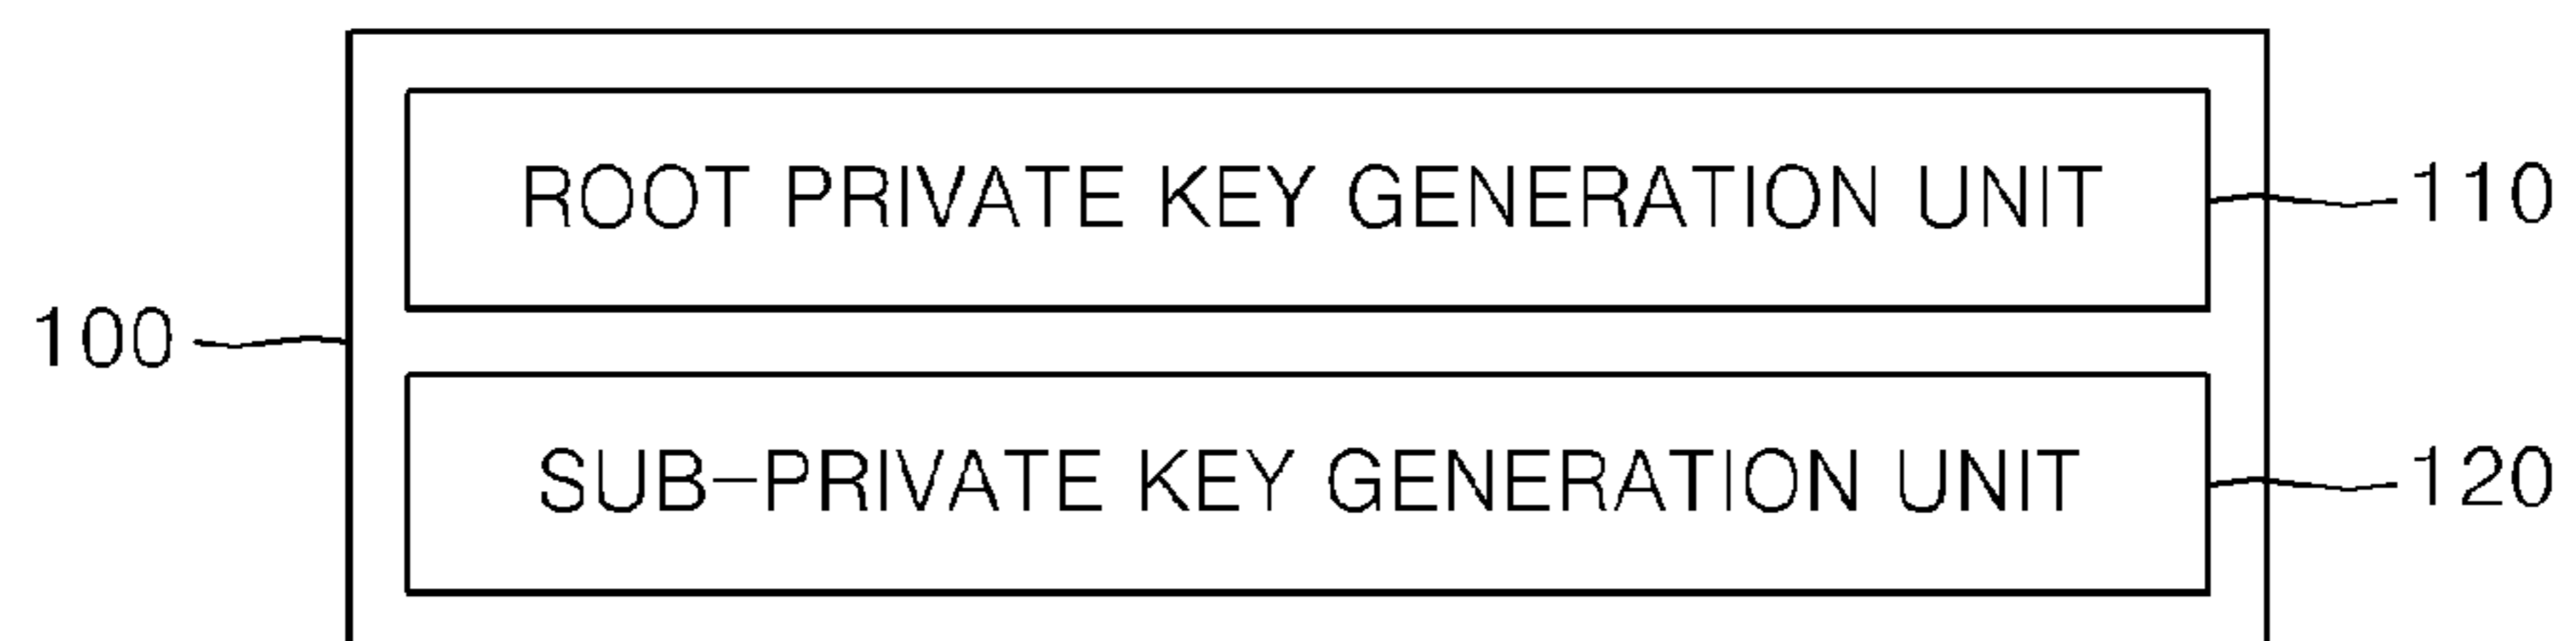 ROOT PRIVATE KEY GENERATION UNIT
110
100
SUB-PRIVATE KEY GENERATION UNIT
120